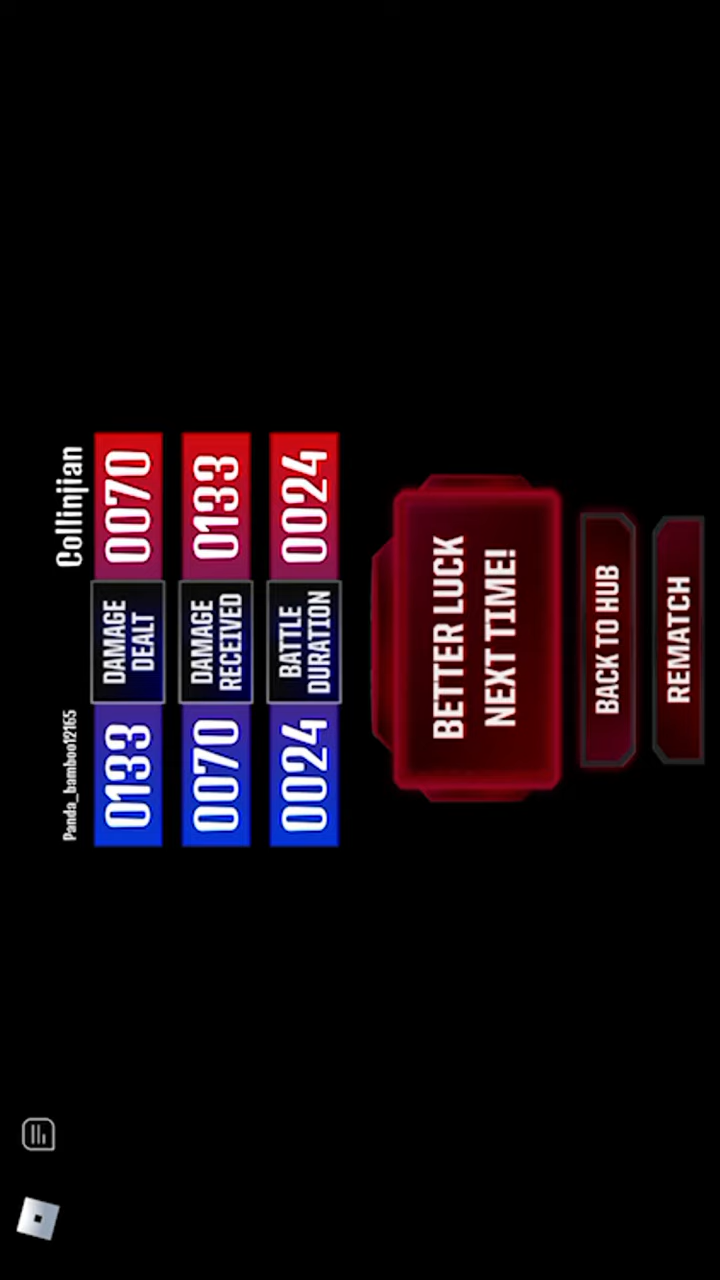 Panda_bamboo12165
Collinjian
0133
DAMAGE
DEALT
0070
0070
DAMAGE
RECEIVED
0133
0024
BATTLE
DURATION
0024
BETTER LUCK
NEXT TIME!
BACK TO HUB
REMATCH